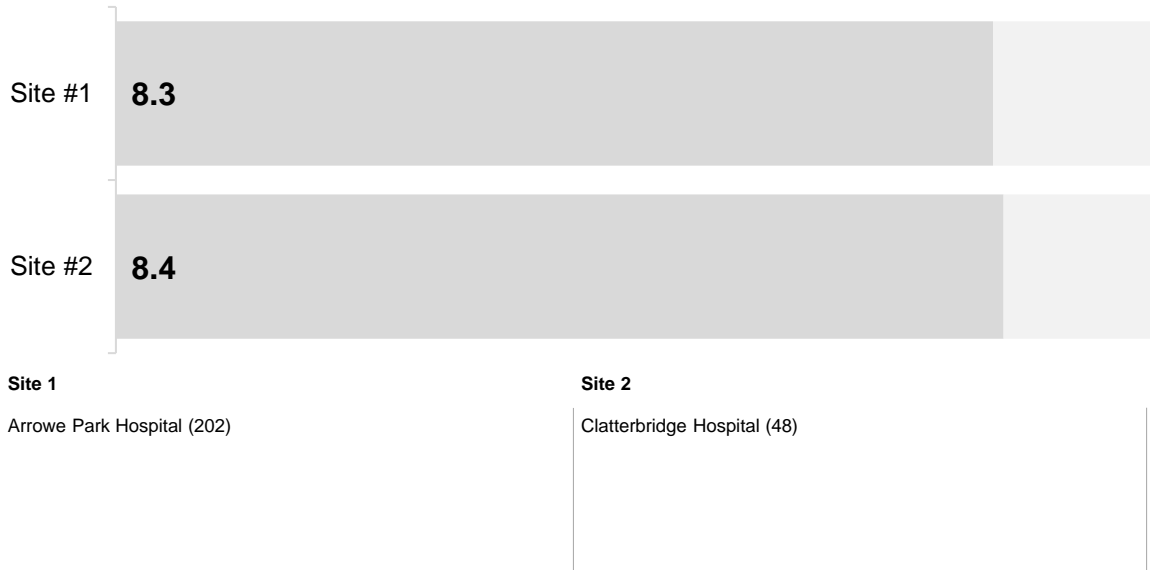 Site #1 8.3
Site #2 8.4
Site 1 Site 2
Arrowe Park Hospital (202) Clatterbridge Hospital (48)